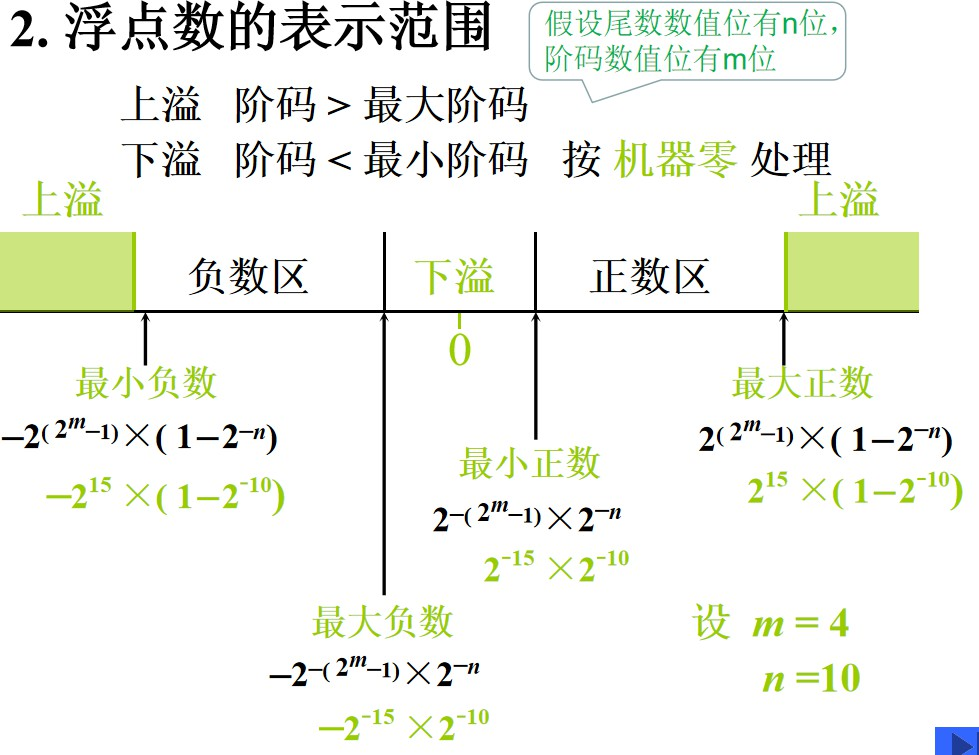 2. 浮点数的表示范围
假设尾数数值位有n位，
阶码数值位有m位
上溢 阶码 > 最大阶码
下溢 阶码 < 最小阶码 按 机器零 处理
上溢 上溢
负数区 下溢 正数区
0
最小负数 最大正数
–2^(2^m–1)×( 1–2^–n) 2^(2^m–1)×( 1–2^–n)
–2^15 ×( 1–2^-10) 2^15 ×( 1–2^-10)
最小正数
2^–(2^m–1)×2^–n
2^-15 ×2^-10
最大负数 设 m = 4
–2^–(2^m–1)×2^–n n =10
–2^-15 ×2^-10